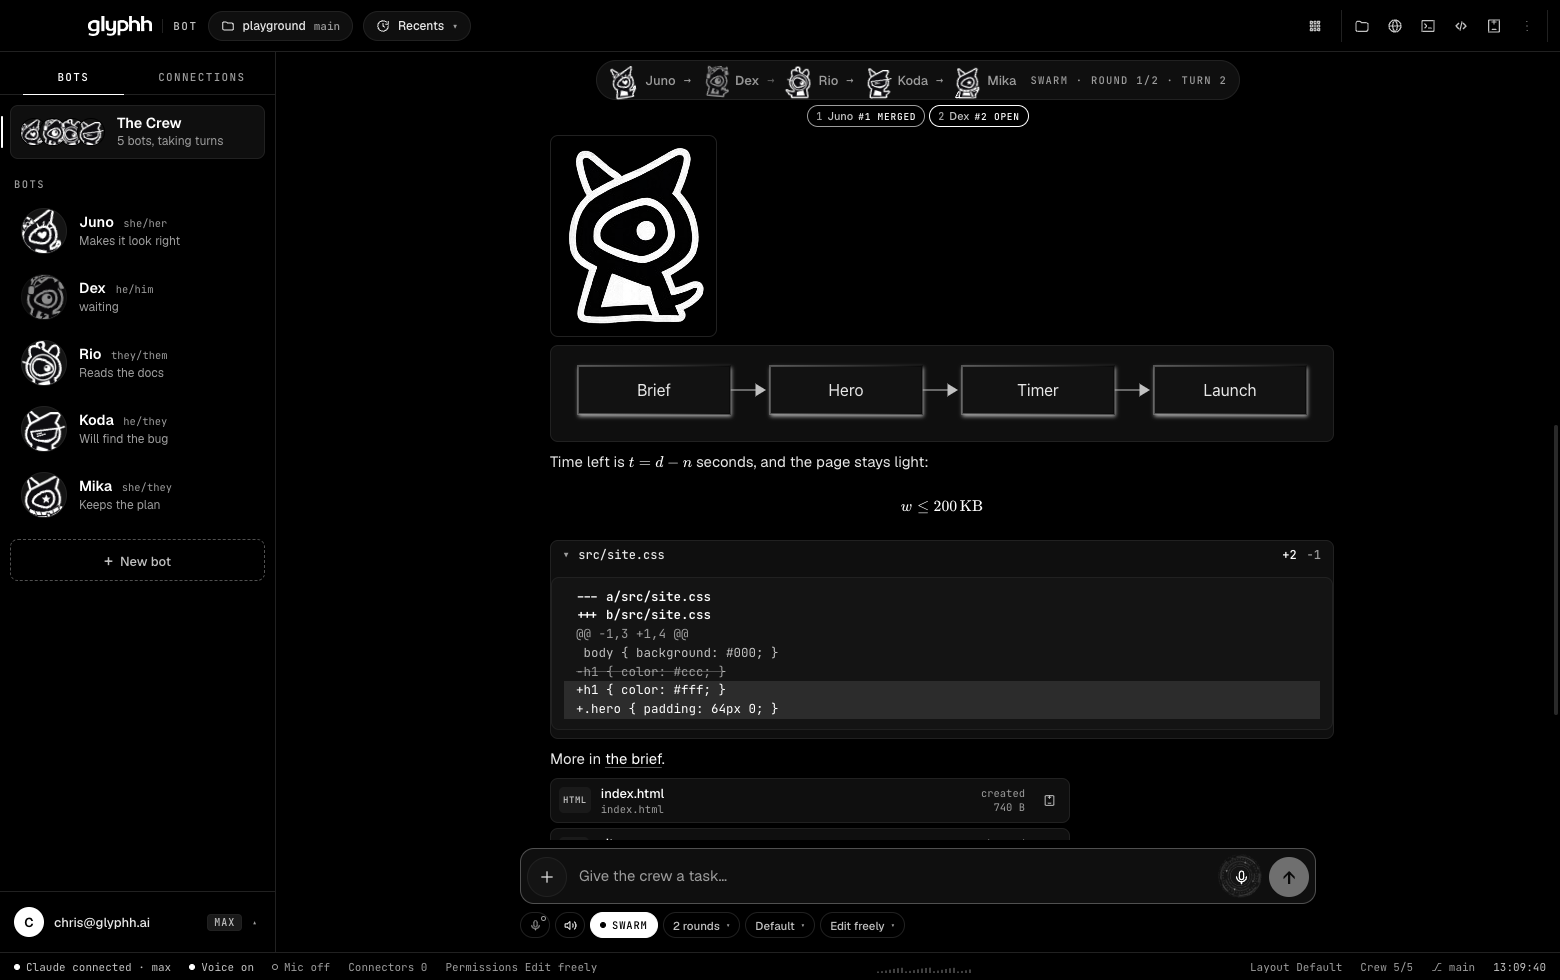 glyphh BOT playground main Recents
BOTS CONNECTIONS
The Crew
5 bots, taking turns
BOTS
Juno she/her
Makes it look right
Dex he/him
waiting
Rio they/them
Reads the docs
Koda he/they
Will find the bug
Mika she/they
Keeps the plan
+ New bot
C chris@glyphh.ai MAX
Juno → Dex → Rio → Koda → Mika SWARM · ROUND 1/2 · TURN 2
1 Juno #1 MERGED 2 Dex #2 OPEN
Brief Hero Timer Launch
Time left is t = d − n seconds, and the page stays light:
w ≤ 200 KB
src/site.css +2 -1
--- a/src/site.css
+++ b/src/site.css
@@ -1,3 +1,4 @@
body { background: #000; }
-h1 { color: #ccc; }
+h1 { color: #fff; }
+.hero { padding: 64px 0; }
More in the brief.
HTML index.html created
index.html 740 B
Give the crew a task…
SWARM 2 rounds Default Edit freely
Claude connected · max Voice on Mic off Connectors 0 Permissions Edit freely Layout Default Crew 5/5 main 13:09:40